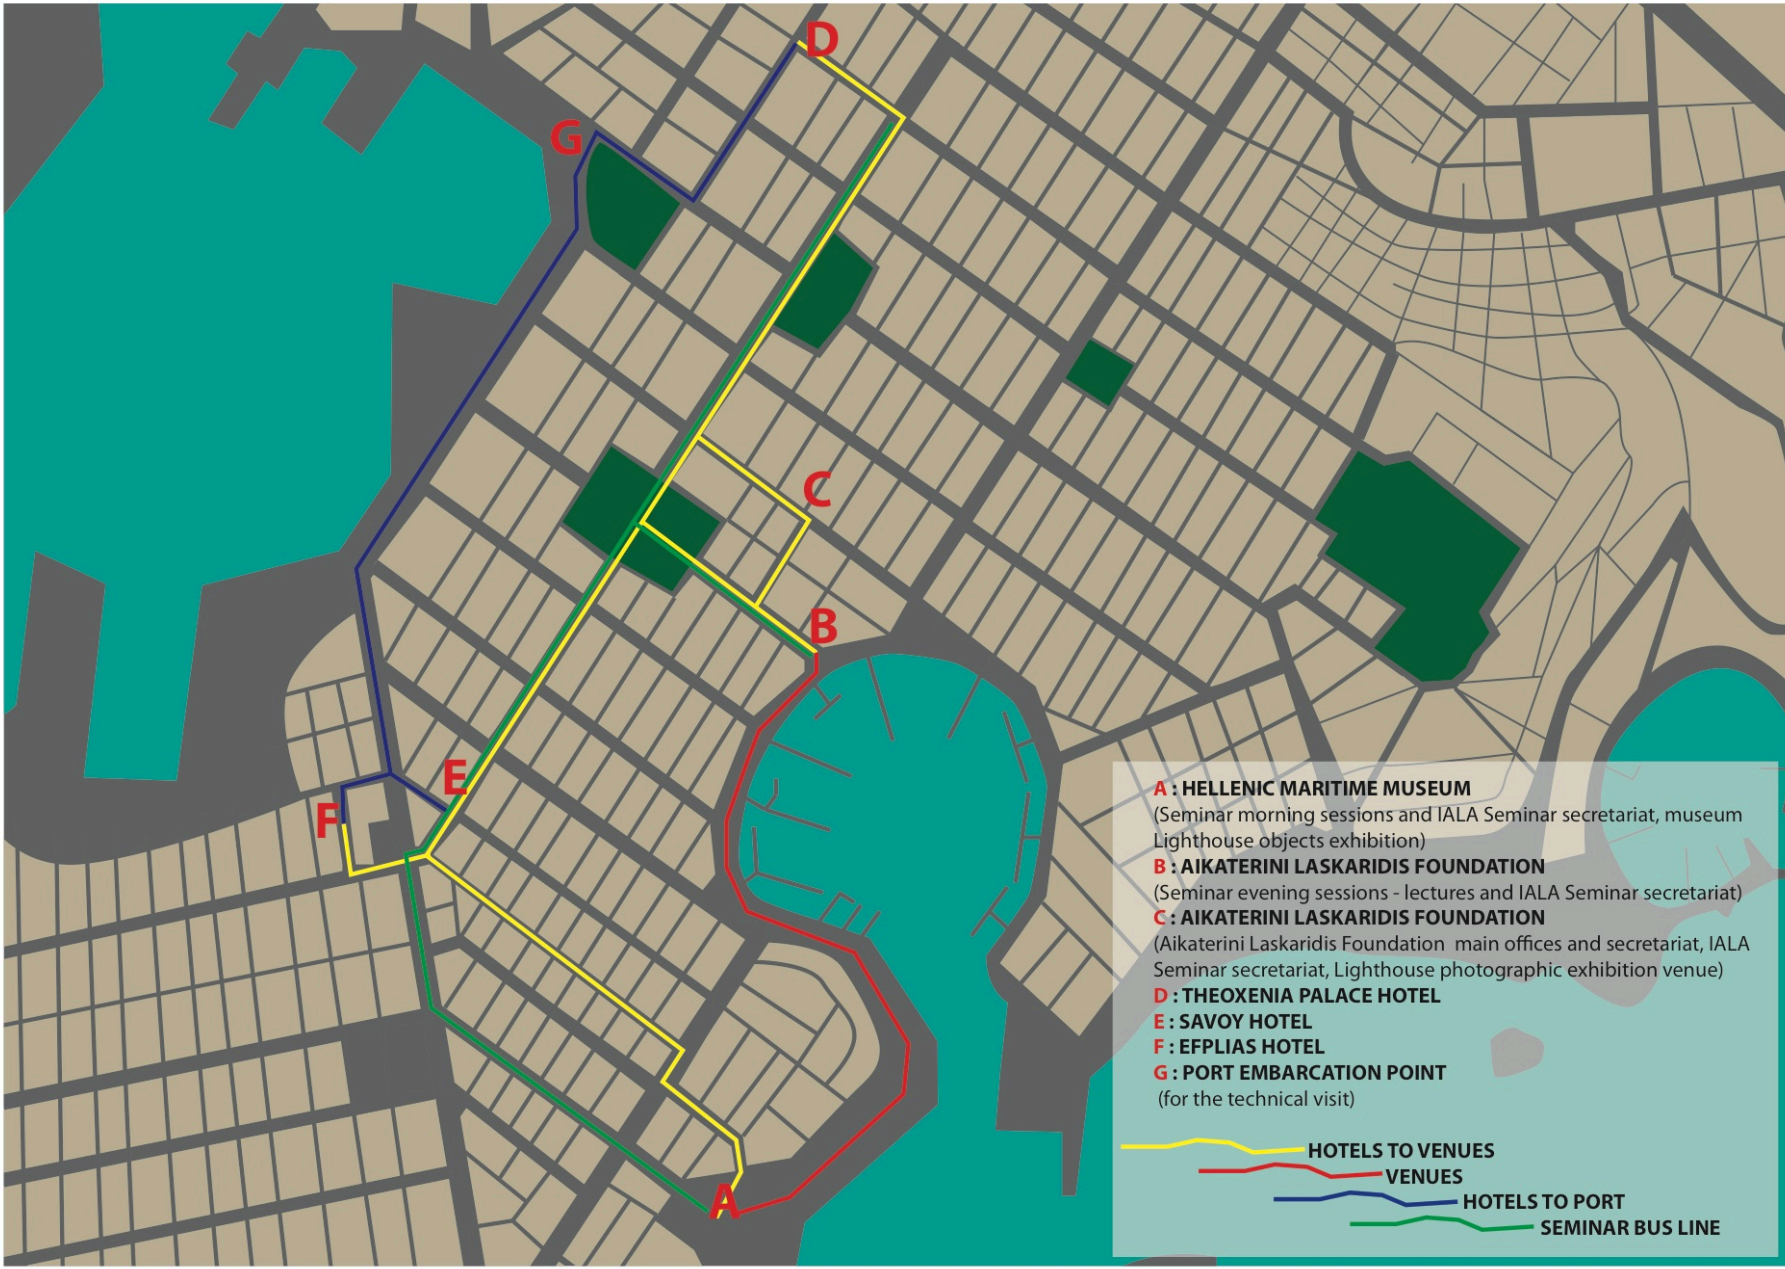 D
G
C
B
E
F
A
A : HELLENIC MARITIME MUSEUM
(Seminar morning sessions and IALA Seminar secretariat, museum
Lighthouse objects exhibition)
B : AIKATERINI LASKARIDIS FOUNDATION
(Seminar evening sessions - lectures and IALA Seminar secretariat)
C : AIKATERINI LASKARIDIS FOUNDATION
(Aikaterini Laskaridis Foundation main offices and secretariat, IALA
Seminar secretariat, Lighthouse photographic exhibition venue)
D : THEOXENIA PALACE HOTEL
E : SAVOY HOTEL
F : EFPLIAS HOTEL
G : PORT EMBARCATION POINT
(for the technical visit)
HOTELS TO VENUES
VENUES
HOTELS TO PORT
SEMINAR BUS LINE